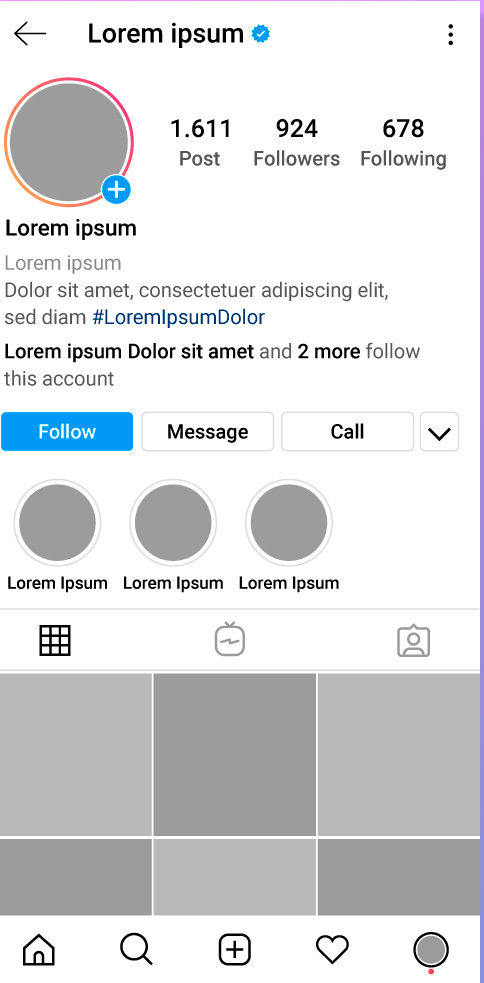 Lorem ipsum
1.611 924 678
Post Followers Following
Lorem ipsum
Lorem ipsum
Dolor sit amet, consectetuer adipiscing elit,
sed diam #LoremIpsumDolor
Lorem ipsum Dolor sit amet and 2 more follow
this account
Follow Message Call
Lorem Ipsum Lorem Ipsum Lorem Ipsum